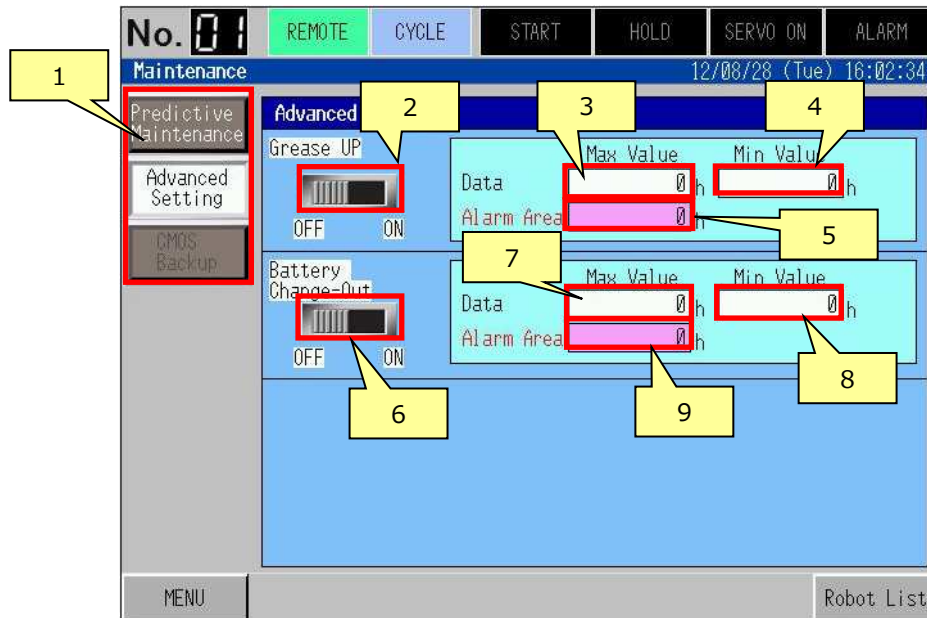 No. 01 REMOTE CYCLE START HOLD SERVO ON ALARM
Maintenance 12/08/28 (Tue) 16:02:34
1
Predictive
Maintenance
Advanced
Setting
CMOS
Backup
Advanced
2
3
4
Grease UP
OFF ON
Max Value Min Valu
Data 0 h 0 h
Alarm Area 0 h
5
Battery
Change-Out
OFF ON
7
Max Value Min Value
Data 0 h 0 h
Alarm Area 0 h
6
9
8
MENU Robot List